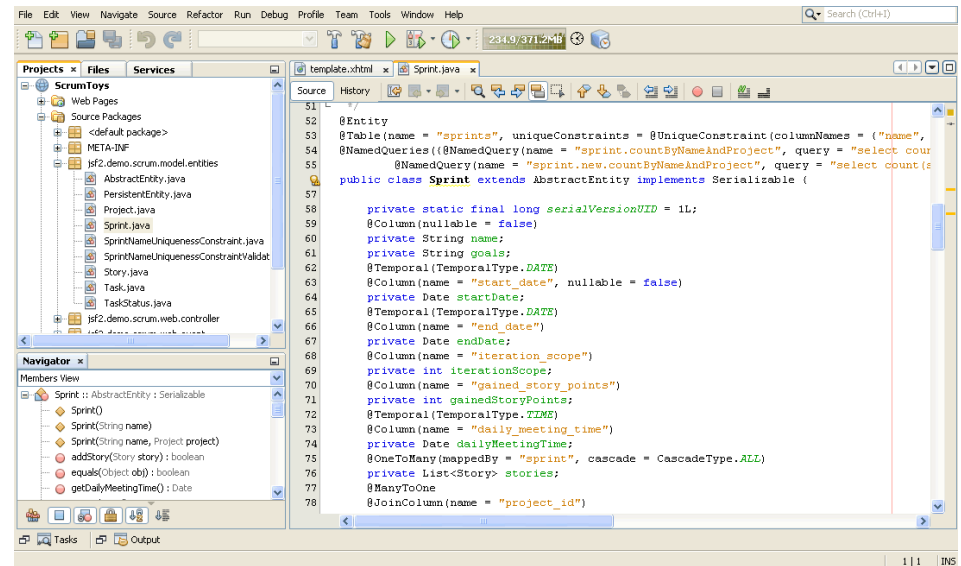 File Edit View Navigate Source Refactor Run Debug Profile Team Tools Window Help
Search (Ctrl+I)
234.9/371.2MB
Projects Files Services
template.xhtml Sprint.java
ScrumToys
Web Pages
Source Packages
<default package>
META-INF
jsf2.demo.scrum.model.entities
AbstractEntity.java
PersistentEntity.java
Project.java
Sprint.java
SprintNameUniquenessConstraint.java
SprintNameUniquenessConstraintValidat
Story.java
Task.java
TaskStatus.java
jsf2.demo.scrum.web.controller
Navigator
Members View
Sprint :: AbstractEntity : Serializable
Sprint()
Sprint(String name)
Sprint(String name, Project project)
addStory(Story story) : boolean
equals(Object obj) : boolean
getDailyMeetingTime() : Date
Source History
51 */
52 @Entity
53 @Table(name = "sprints", uniqueConstraints = @UniqueConstraint(columnNames = {"name",
54 @NamedQueries({@NamedQuery(name = "sprint.countByNameAndProject", query = "select coun
55 @NamedQuery(name = "sprint.new.countByNameAndProject", query = "select count(s
public class Sprint extends AbstractEntity implements Serializable {
57
58 private static final long serialVersionUID = 1L;
59 @Column(nullable = false)
60 private String name;
61 private String goals;
62 @Temporal(TemporalType.DATE)
63 @Column(name = "start_date", nullable = false)
64 private Date startDate;
65 @Temporal(TemporalType.DATE)
66 @Column(name = "end_date")
67 private Date endDate;
68 @Column(name = "iteration_scope")
69 private int iterationScope;
70 @Column(name = "gained_story_points")
71 private int gainedStoryPoints;
72 @Temporal(TemporalType.TIME)
73 @Column(name = "daily_meeting_time")
74 private Date dailyMeetingTime;
75 @OneToMany(mappedBy = "sprint", cascade = CascadeType.ALL)
76 private List<Story> stories;
77 @ManyToOne
78 @JoinColumn(name = "project_id")
Tasks Output
1|1 INS